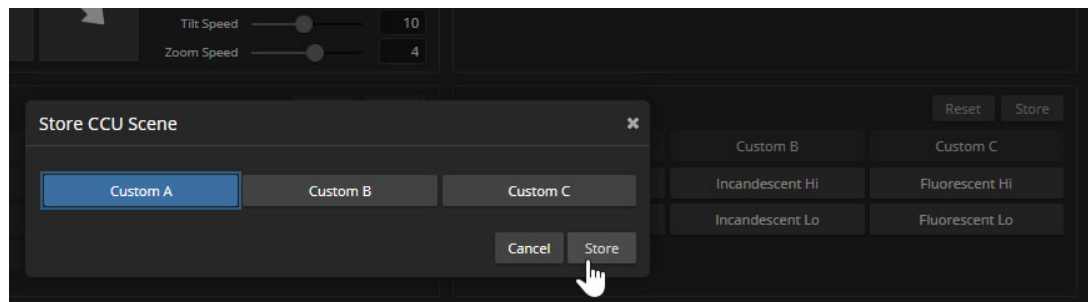 Tilt Speed 10
Zoom Speed 4
Reset Store
Store CCU Scene
Custom B Custom C
Custom A Custom B Custom C
Incandescent Hi Fluorescent Hi
Incandescent Lo Fluorescent Lo
Cancel Store